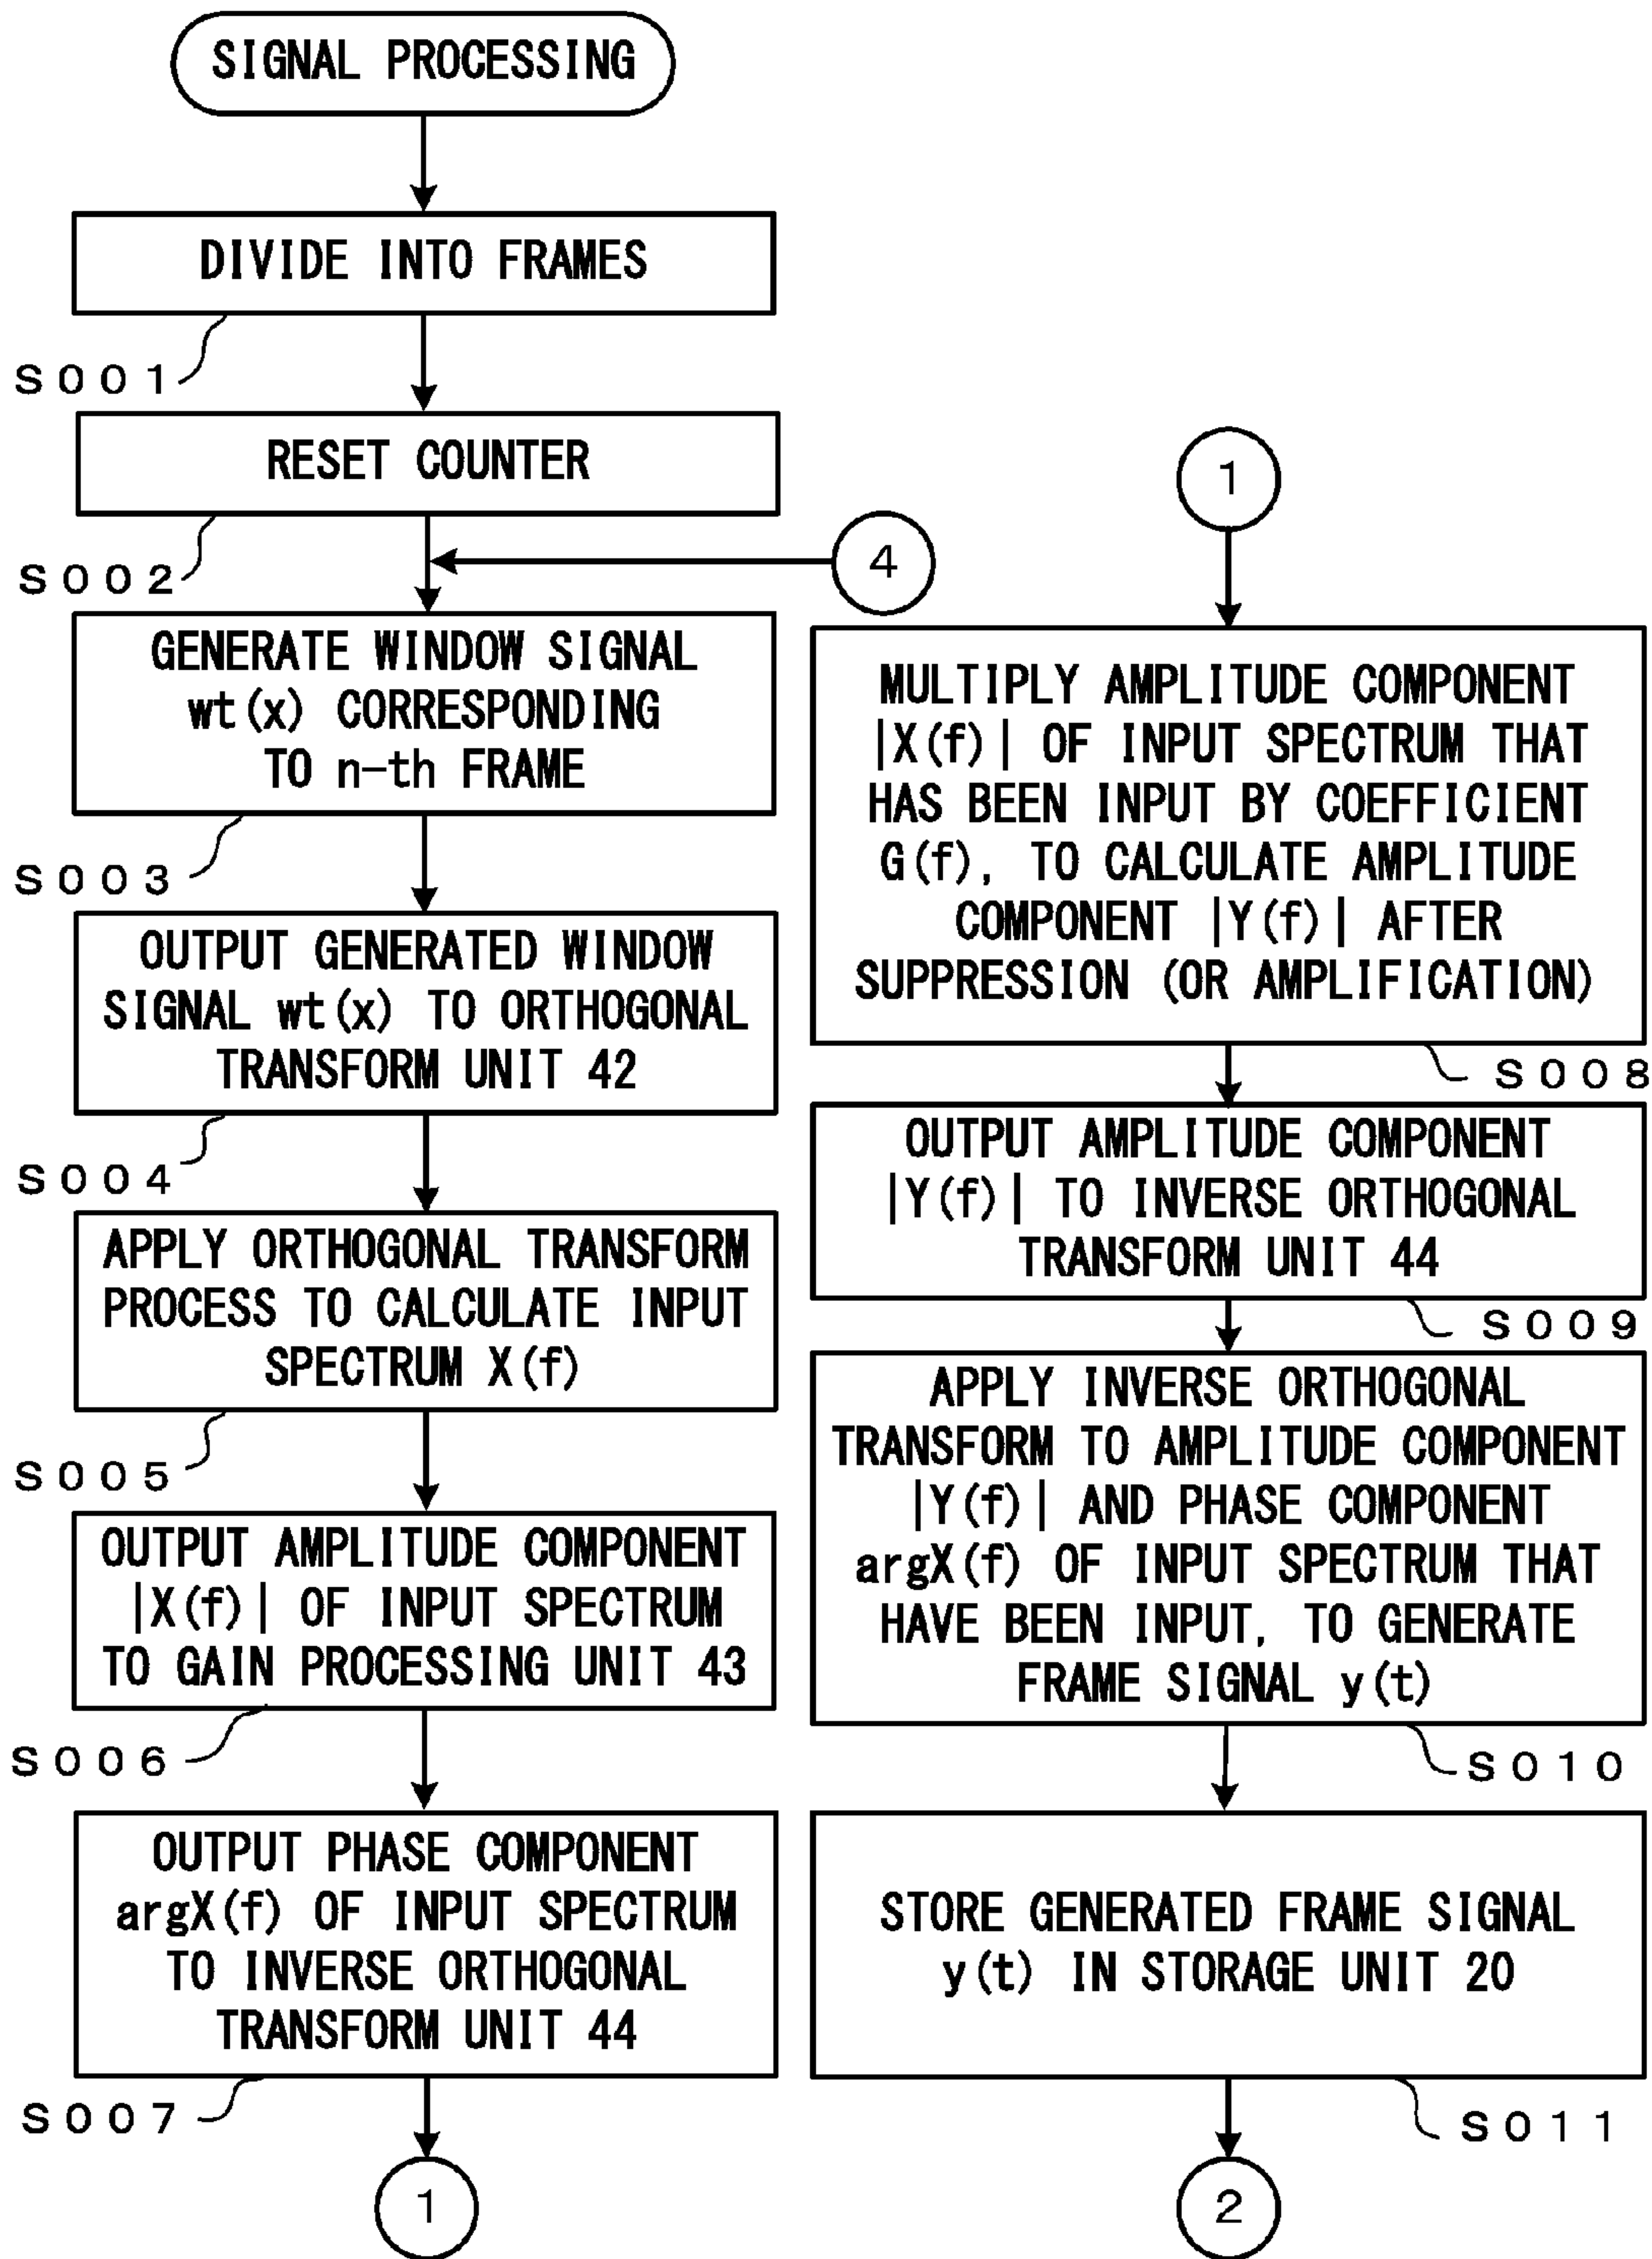 SIGNAL PROCESSING
DIVIDE INTO FRAMES
S001
RESET COUNTER
S002
4
GENERATE WINDOW SIGNAL
wt(x) CORRESPONDING
TO n-th FRAME
S003
OUTPUT GENERATED WINDOW
SIGNAL wt(x) TO ORTHOGONAL
TRANSFORM UNIT 42
S004
APPLY ORTHOGONAL TRANSFORM
PROCESS TO CALCULATE INPUT
SPECTRUM X(f)
S005
OUTPUT AMPLITUDE COMPONENT
|X(f)| OF INPUT SPECTRUM
TO GAIN PROCESSING UNIT 43
S006
OUTPUT PHASE COMPONENT
argX(f) OF INPUT SPECTRUM
TO INVERSE ORTHOGONAL
TRANSFORM UNIT 44
S007
1
1
MULTIPLY AMPLITUDE COMPONENT
|X(f)| OF INPUT SPECTRUM THAT
HAS BEEN INPUT BY COEFFICIENT
G(f), TO CALCULATE AMPLITUDE
COMPONENT |Y(f)| AFTER
SUPPRESSION (OR AMPLIFICATION)
S008
OUTPUT AMPLITUDE COMPONENT
|Y(f)| TO INVERSE ORTHOGONAL
TRANSFORM UNIT 44
S009
APPLY INVERSE ORTHOGONAL
TRANSFORM TO AMPLITUDE COMPONENT
|Y(f)| AND PHASE COMPONENT
argX(f) OF INPUT SPECTRUM THAT
HAVE BEEN INPUT, TO GENERATE
FRAME SIGNAL y(t)
S010
STORE GENERATED FRAME SIGNAL
y(t) IN STORAGE UNIT 20
S011
2